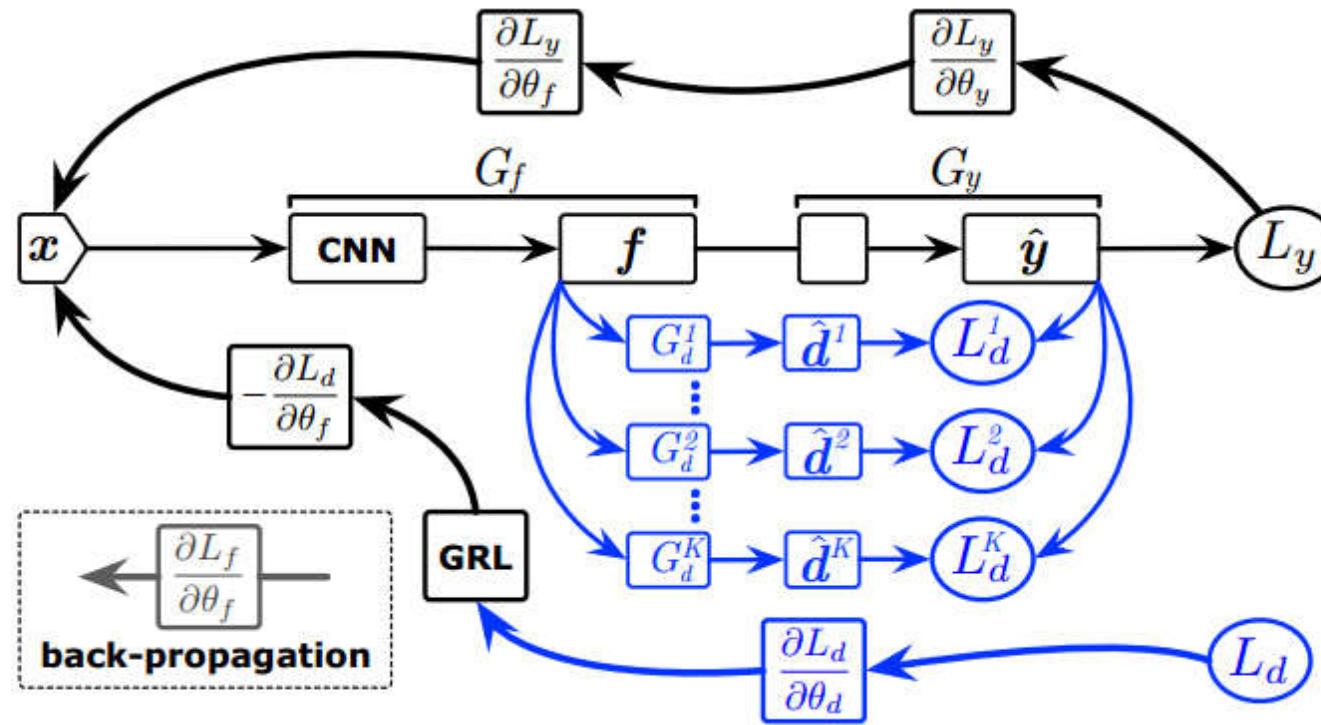 ∂L_y/∂θ_f ∂L_y/∂θ_y
G_f G_y
x CNN f ŷ L_y
G_d^1 d̂^1 L_d^1
-∂L_d/∂θ_f
G_d^2 d̂^2 L_d^2
GRL G_d^K d̂^K L_d^K
∂L_f/∂θ_f
back-propagation
∂L_d/∂θ_d L_d